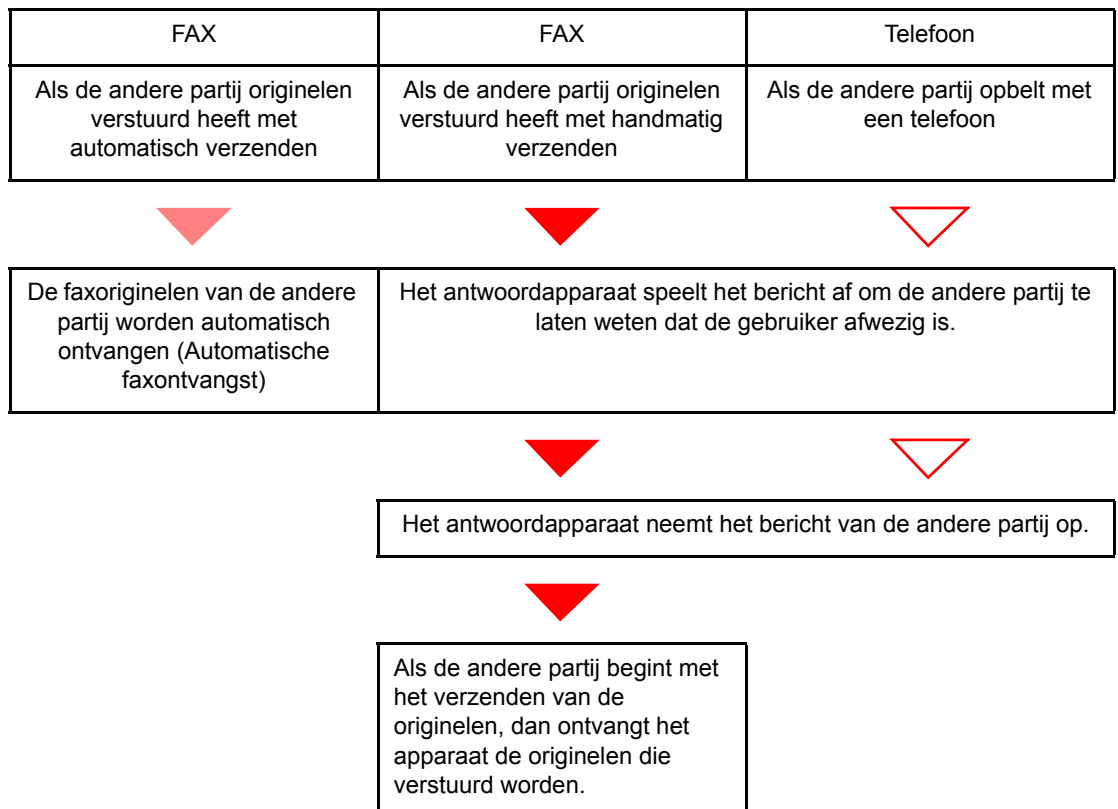 FAX
FAX
Telefoon
Als de andere partij originelen
verstuurd heeft met
automatisch verzenden
Als de andere partij originelen
verstuurd heeft met handmatig
verzenden
Als de andere partij opbelt met
een telefoon
De faxoriginelen van de andere
partij worden automatisch
ontvangen (Automatische
faxontvangst)
Het antwoordapparaat speelt het bericht af om de andere partij te
laten weten dat de gebruiker afwezig is.
Het antwoordapparaat neemt het bericht van de andere partij op.
Als de andere partij begint met
het verzenden van de
originelen, dan ontvangt het
apparaat de originelen die
verstuurd worden.